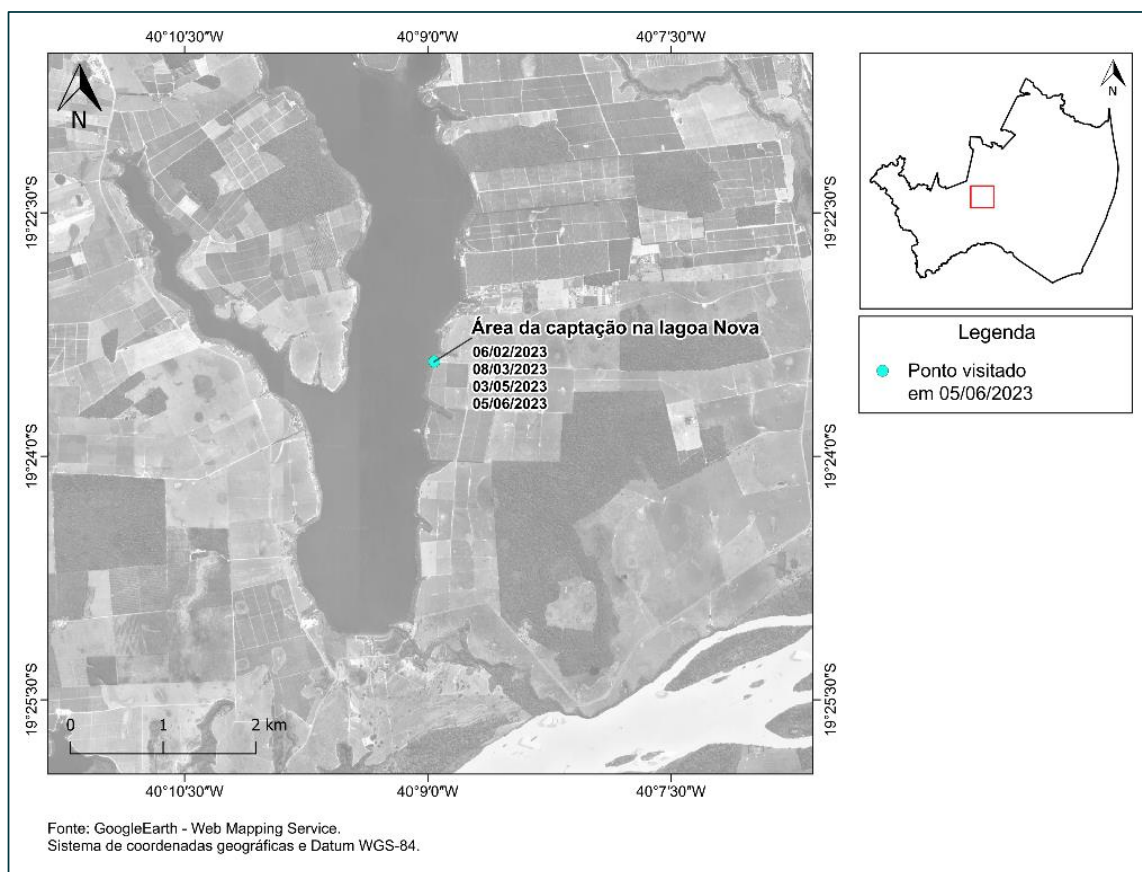 40°10'30"W 40°9'0"W 40°7'30"W
N
N
19°22'30"S
19°22'30"S
Área da captação na lagoa Nova
06/02/2023
08/03/2023
03/05/2023
05/06/2023
Legenda
Ponto visitado
em 05/06/2023
19°24'0"S
19°24'0"S
19°25'30"S
19°25'30"S
0 1 2 km
40°10'30"W 40°9'0"W 40°7'30"W
Fonte: GoogleEarth - Web Mapping Service.
Sistema de coordenadas geográficas e Datum WGS-84.